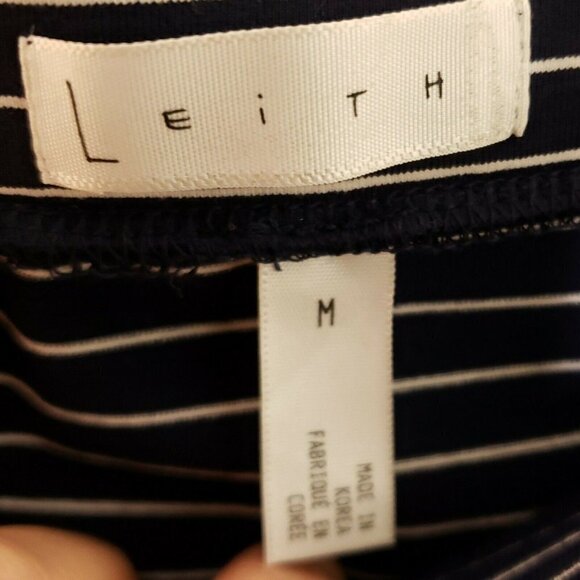 LEiTH
M
MADE IN
KOREA
FABRIQUÉ EN
CORÉE